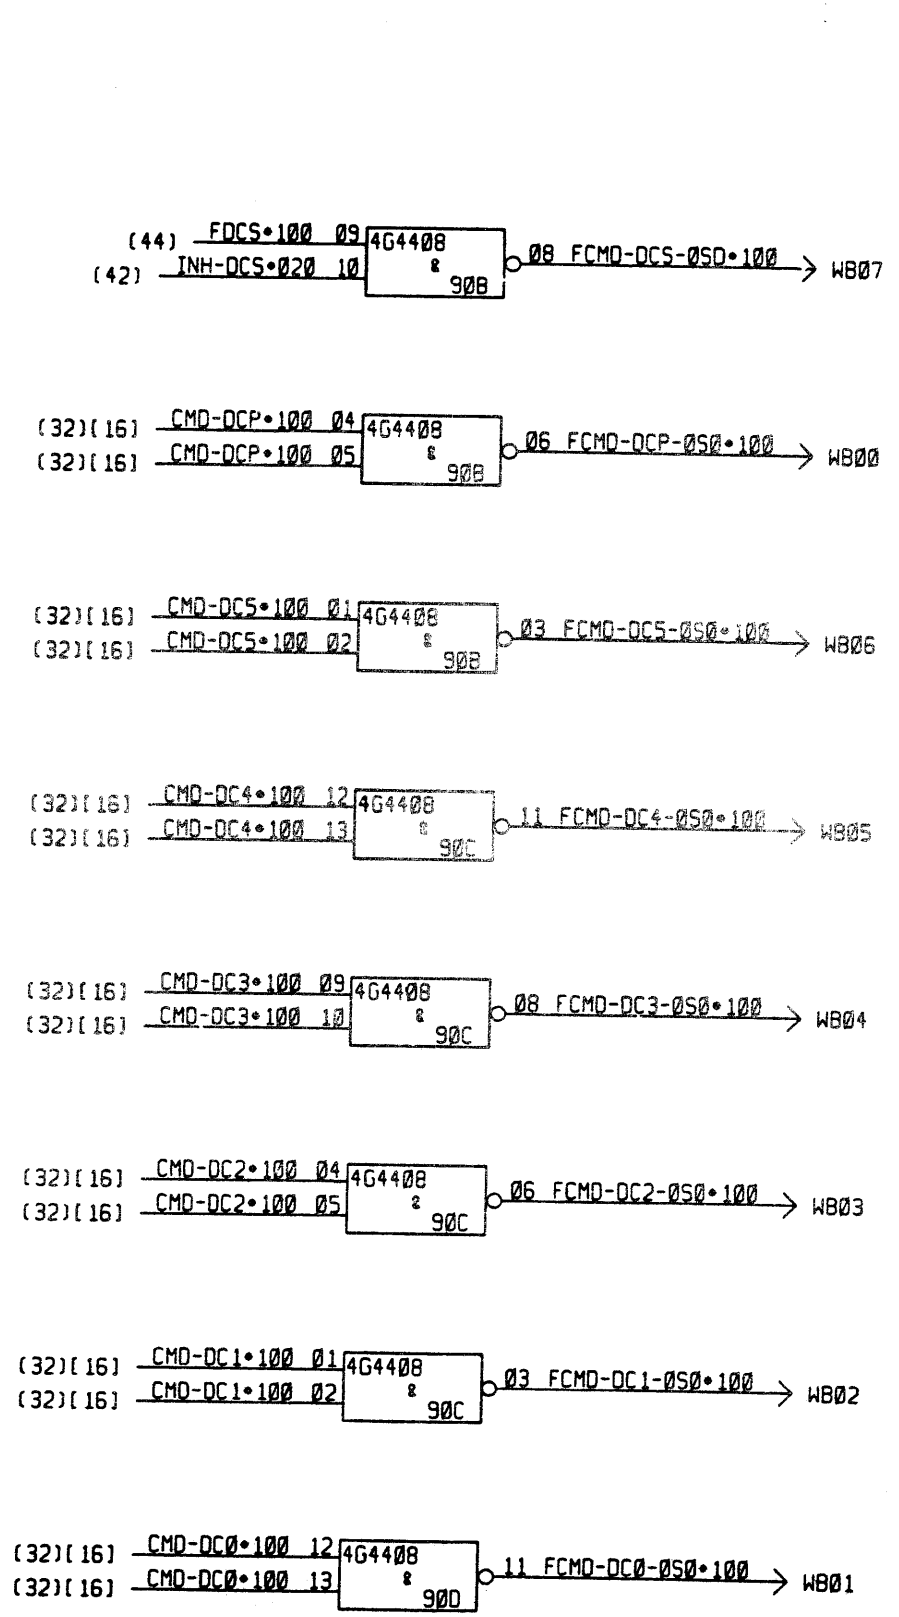 (44) FDCS•100 09 4G4408 08 FCMD-DCS-0SD•100 WB07
(42) INH-DCS•020 10 & 90B
(32)[16] CMD-DCP•100 04 4G4408 06 FCMD-DCP-0S0•100 WB00
(32)[16] CMD-DCP•100 05 & 90B
(32)[16] CMD-DC5•100 01 4G4408 03 FCMD-DC5-0S0•100 WB06
(32)[16] CMD-DC5•100 02 & 90B
(32)[16] CMD-DC4•100 12 4G4408 11 FCMD-DC4-0S0•100 WB05
(32)[16] CMD-DC4•100 13 & 90C
(32)[16] CMD-DC3•100 09 4G4408 08 FCMD-DC3-0S0•100 WB04
(32)[16] CMD-DC3•100 10 & 90C
(32)[16] CMD-DC2•100 04 4G4408 06 FCMD-DC2-0S0•100 WB03
(32)[16] CMD-DC2•100 05 & 90C
(32)[16] CMD-DC1•100 01 4G4408 03 FCMD-DC1-0S0•100 WB02
(32)[16] CMD-DC1•100 02 & 90C
(32)[16] CMD-DC0•100 12 4G4408 11 FCMD-DC0-0S0•100 WB01
(32)[16] CMD-DC0•100 13 & 90D